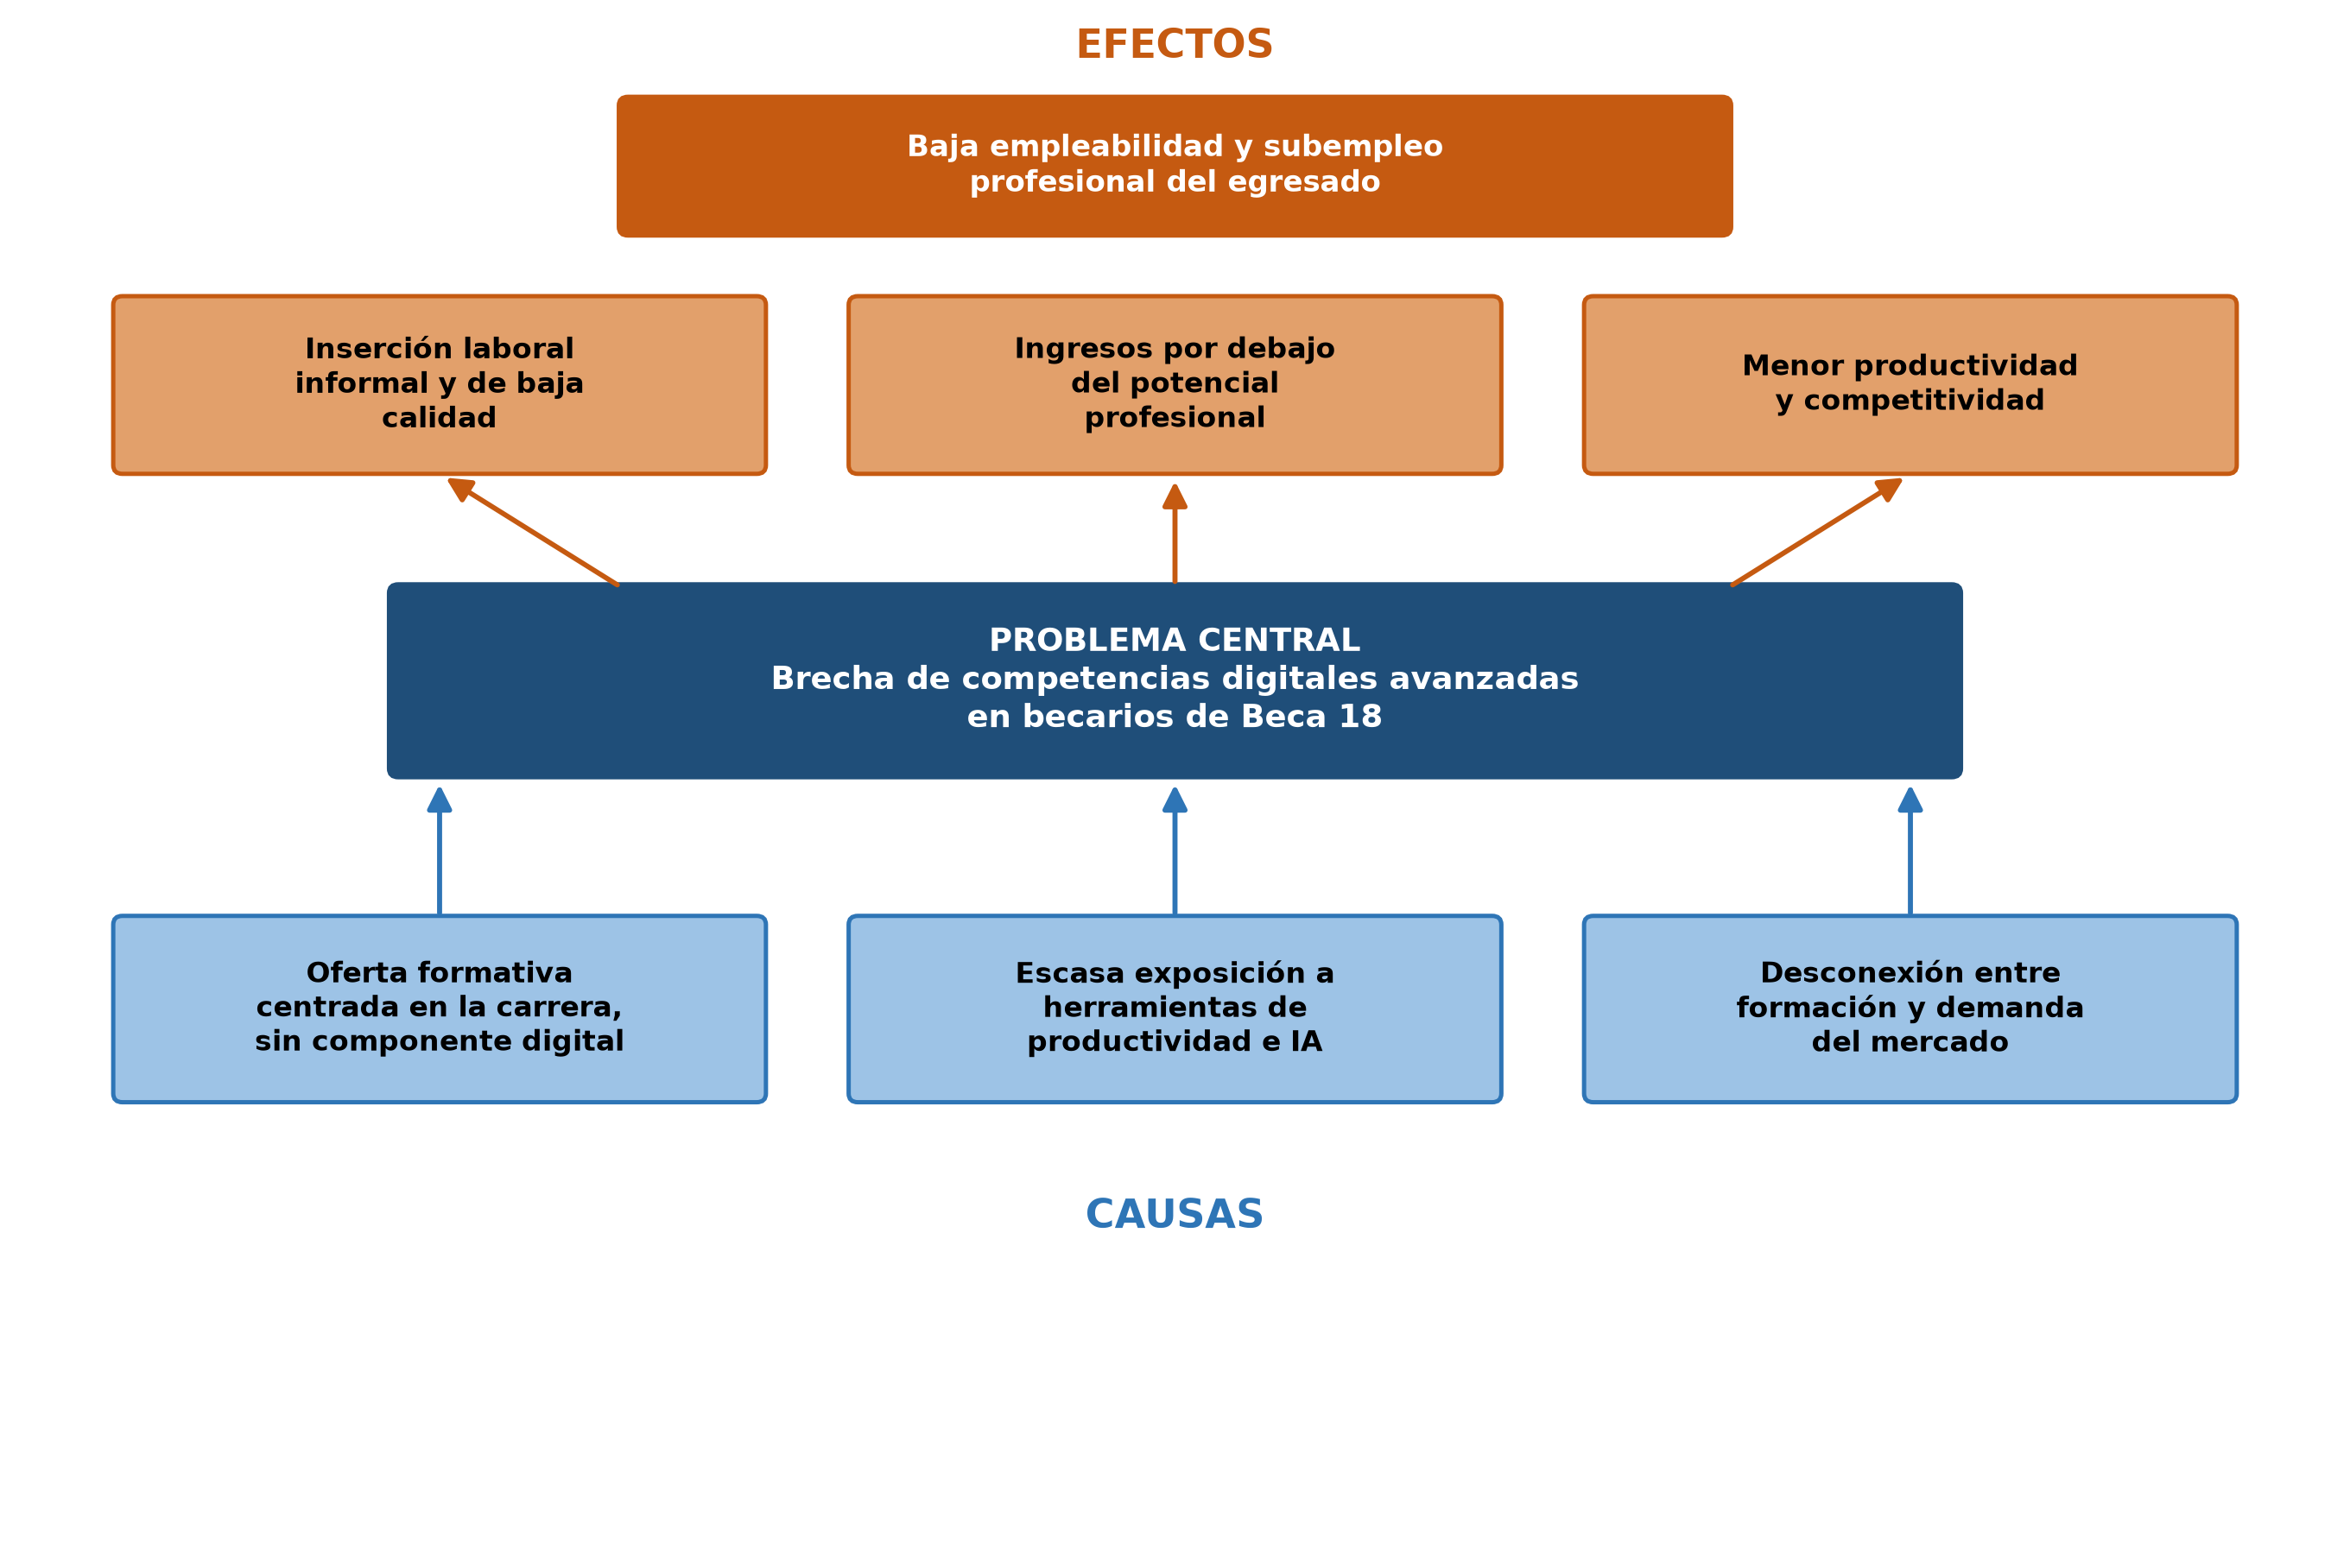 EFECTOS
Baja empleabilidad y subempleo
profesional del egresado
Inserción laboral
informal y de baja
calidad
Ingresos por debajo
del potencial
profesional
Menor productividad
y competitividad
PROBLEMA CENTRAL
Brecha de competencias digitales avanzadas
en becarios de Beca 18
Oferta formativa
centrada en la carrera,
sin componente digital
Escasa exposición a
herramientas de
productividad e IA
Desconexión entre
formación y demanda
del mercado
CAUSAS